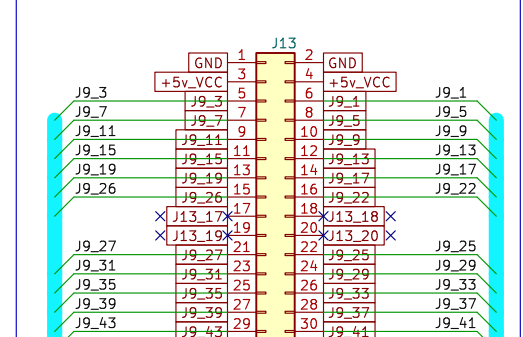 J13
GND 1 2 GND
+5v_VCC 3 4 +5v_VCC
J9_3 J9_3 5 6 J9_1 J9_1
J9_7 J9_7 7 8 J9_5 J9_5
J9_11 J9_11 9 10 J9_9 J9_9
J9_15 J9_15 11 12 J9_13 J9_13
J9_19 J9_19 13 14 J9_17 J9_17
J9_26 J9_26 15 16 J9_22 J9_22
J13_17 17 18 J13_18
J13_19 19 20 J13_20
J9_27 J9_27 21 22 J9_25 J9_25
J9_31 J9_31 23 24 J9_29 J9_29
J9_35 J9_35 25 26 J9_33 J9_33
J9_39 J9_39 27 28 J9_37 J9_37
J9_43 J9_43 29 30 J9_41 J9_41